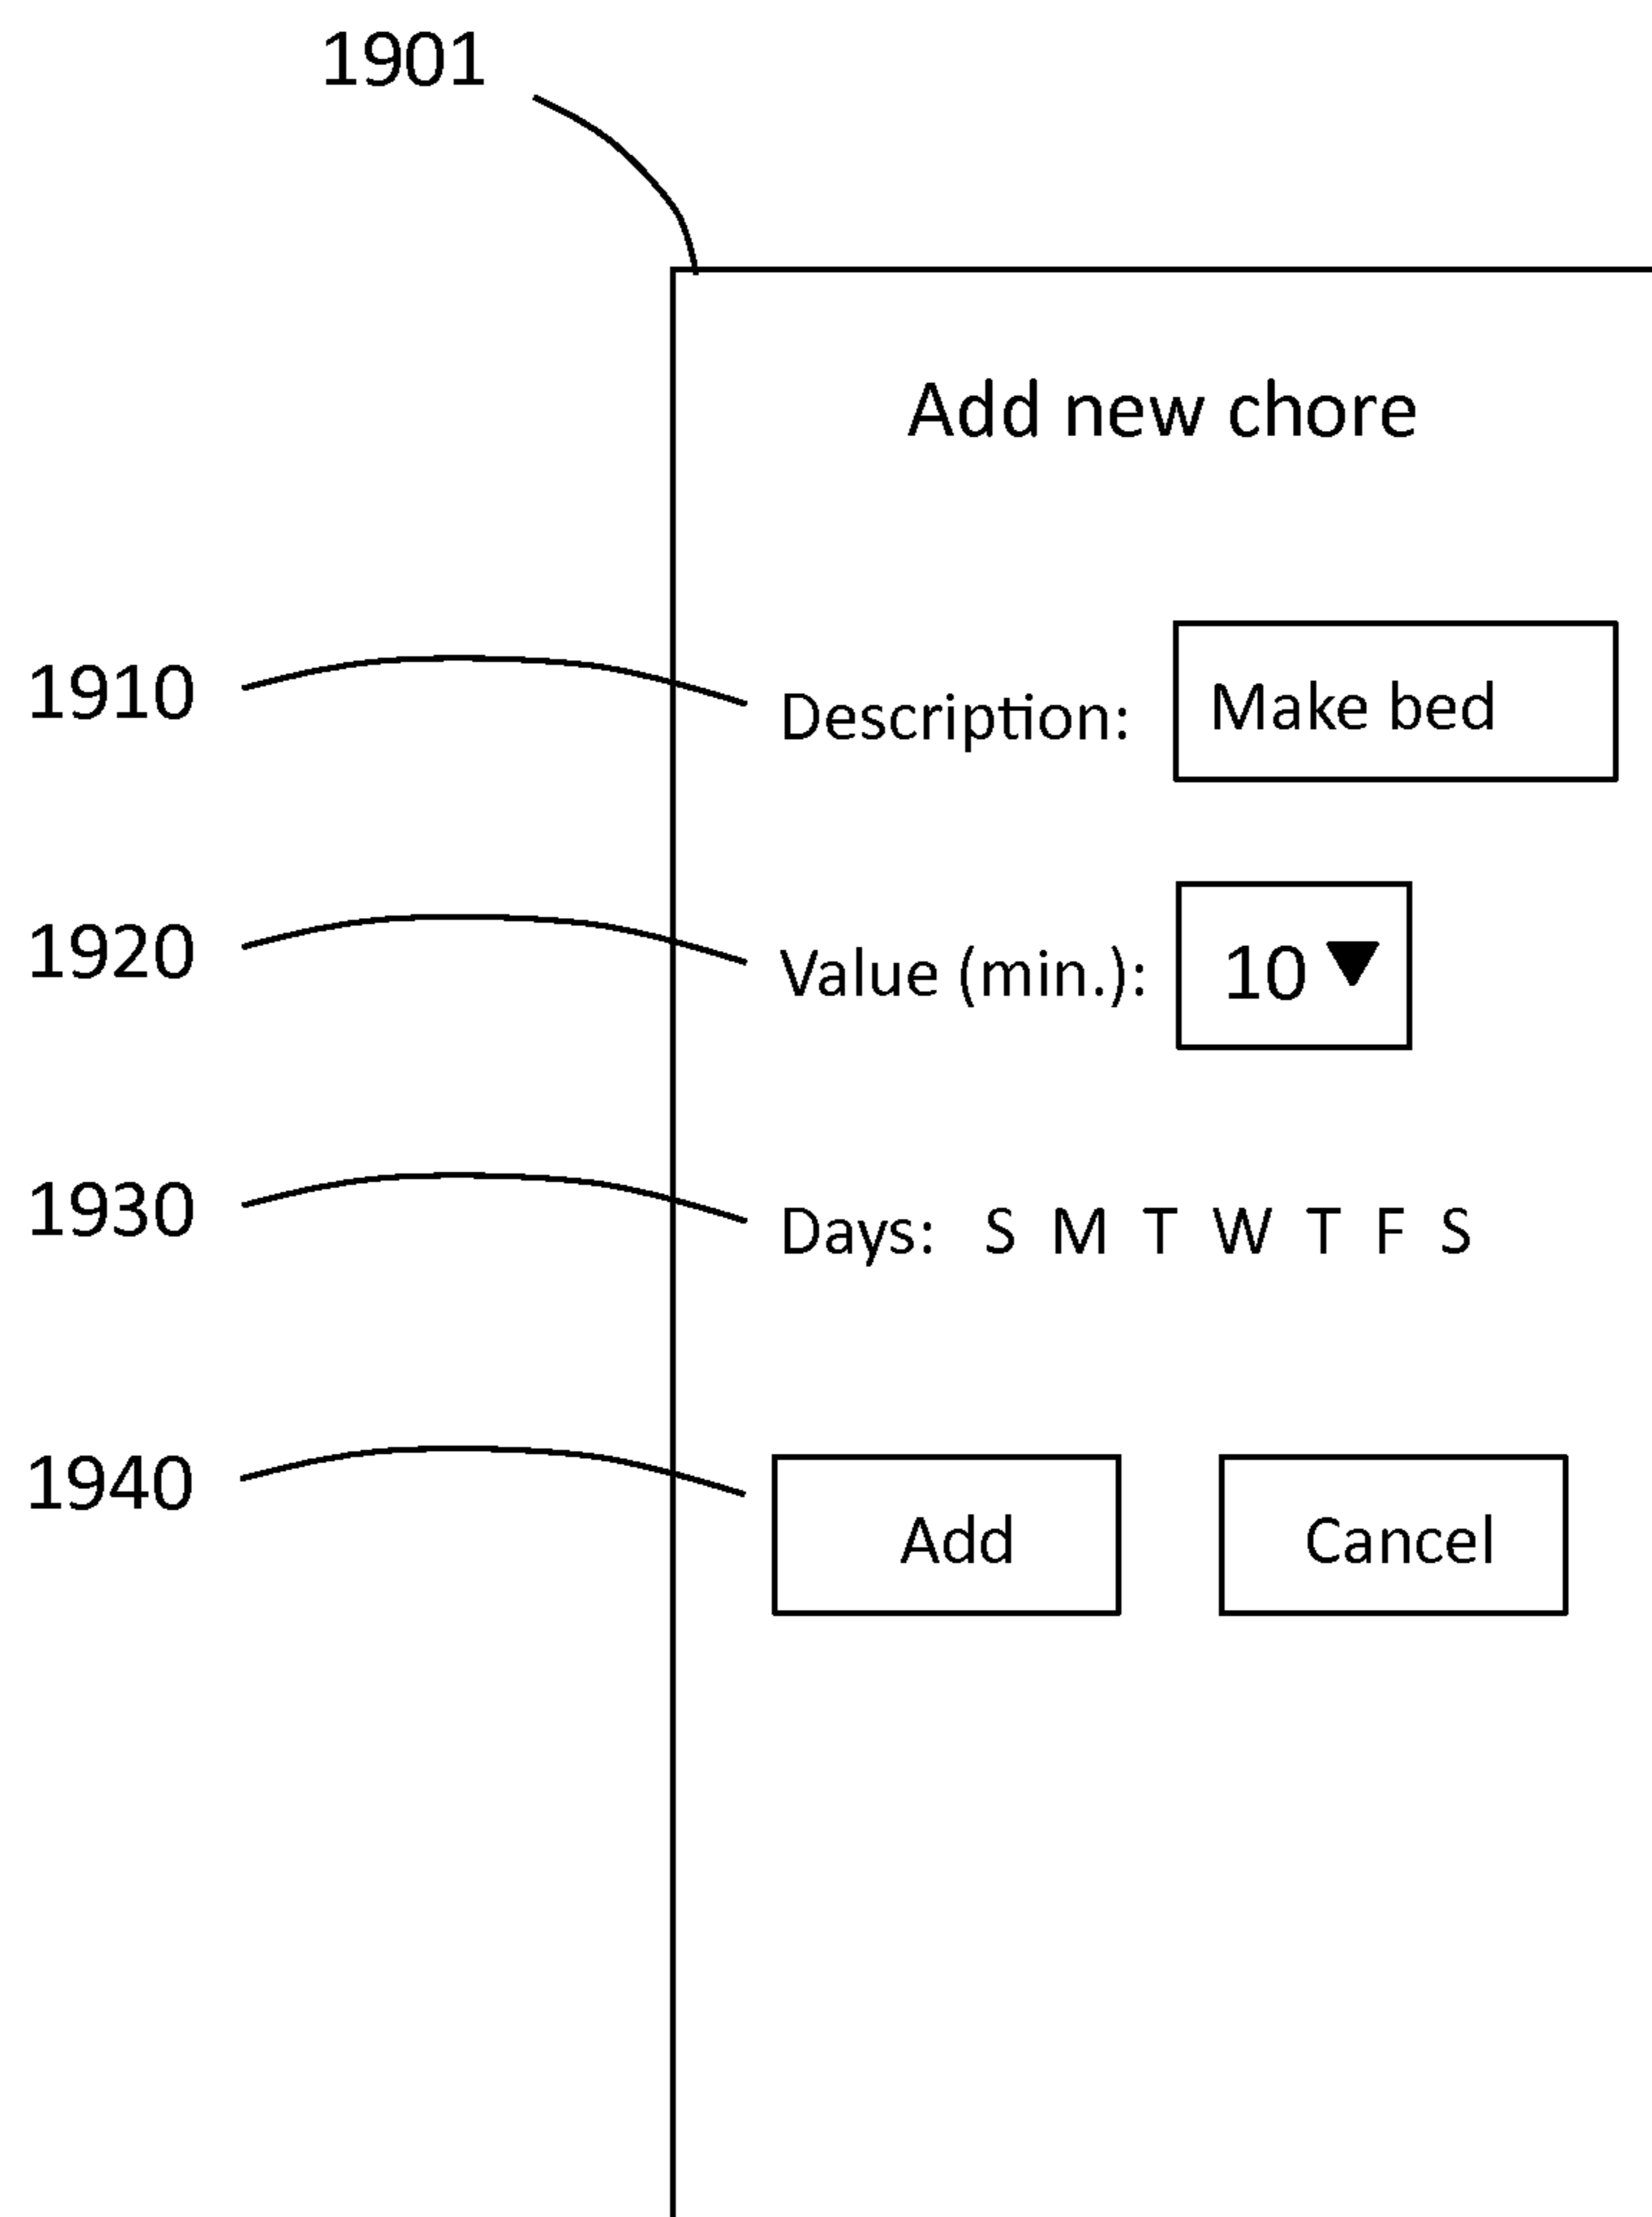 1901
Add new chore
1910 Description: Make bed
1920 Value (min.): 10
1930 Days: S M T W T F S
1940 Add Cancel